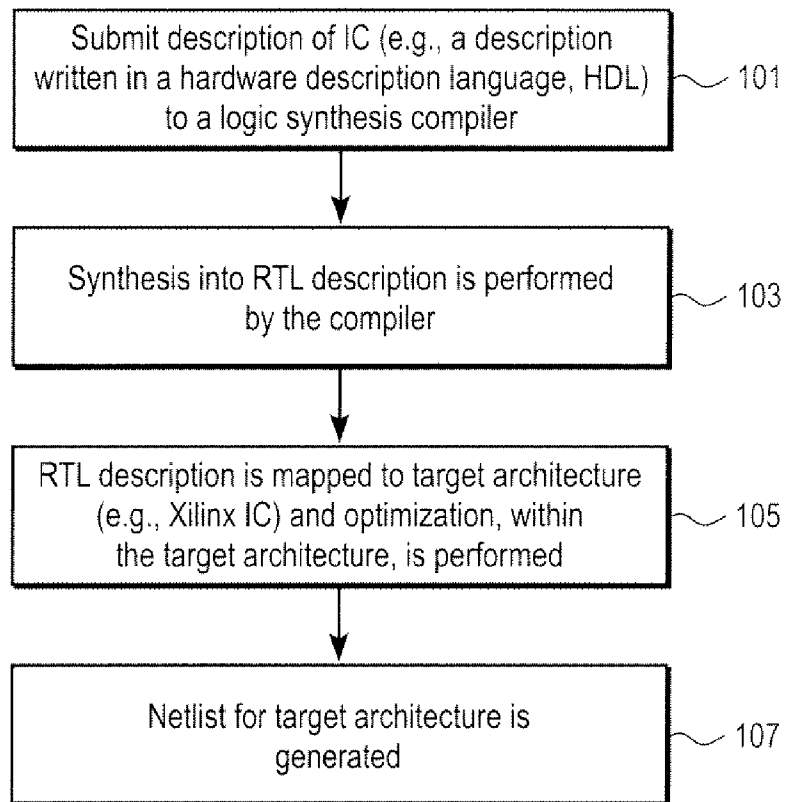 Submit description of IC (e.g., a description
written in a hardware description language, HDL)
to a logic synthesis compiler
101
Synthesis into RTL description is performed
by the compiler
103
RTL description is mapped to target architecture
(e.g., Xilinx IC) and optimization, within
the target architecture, is performed
105
Netlist for target architecture is
generated
107